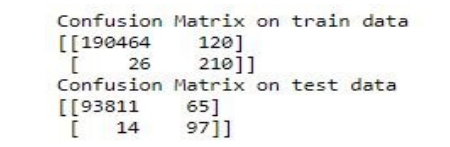 Confusion Matrix on train data
[[190464 120]
[ 26 210]]
Confusion Matrix on test data
[[93811 65]
[ 14 97]]